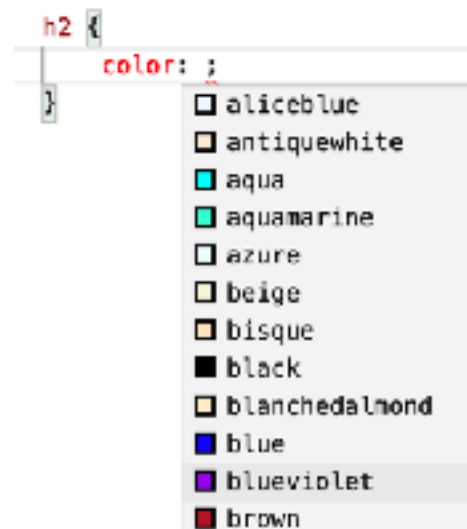 h2 {
color: ;
}
aliceblue
antiquewhite
aqua
aquamarine
azure
beige
bisque
black
blanchedalmond
blue
blueviolet
brown